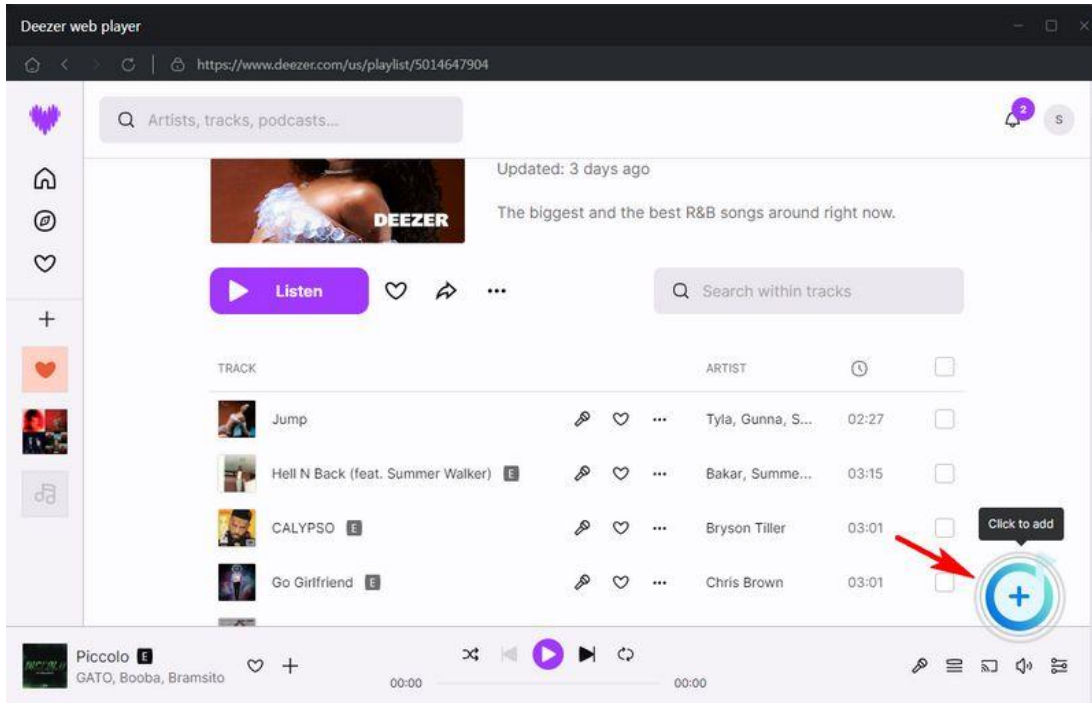 Deezer web player
https://www.deezer.com/us/playlist/5014647904
Artists, tracks, podcasts...
2
S
Updated: 3 days ago
DEEZER
The biggest and the best R&B songs around right now.
Listen
Search within tracks
TRACK ARTIST
Jump Tyla, Gunna, S... 02:27
Hell N Back (feat. Summer Walker) E Bakar, Summe... 03:15
CALYPSO E Bryson Tiller 03:01
Click to add
Go Girlfriend E Chris Brown 03:01
Piccolo E
GATO, Booba, Bramsito
00:00 00:00